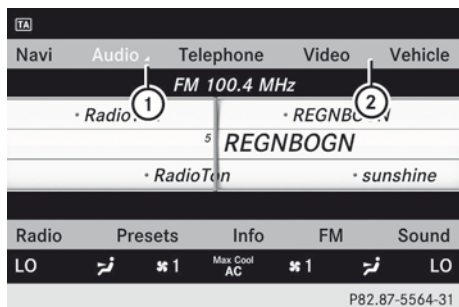 TA
Navi Audio Telephone Video Vehicle
FM 100.4 MHz
1 2
• Radio • REGNBO N
5 REGNBOGN
• RadioTon • sunshine
Radio Presets Info FM Sound
LO 1 Max Cool AC 1 LO
P82.87-5564-31